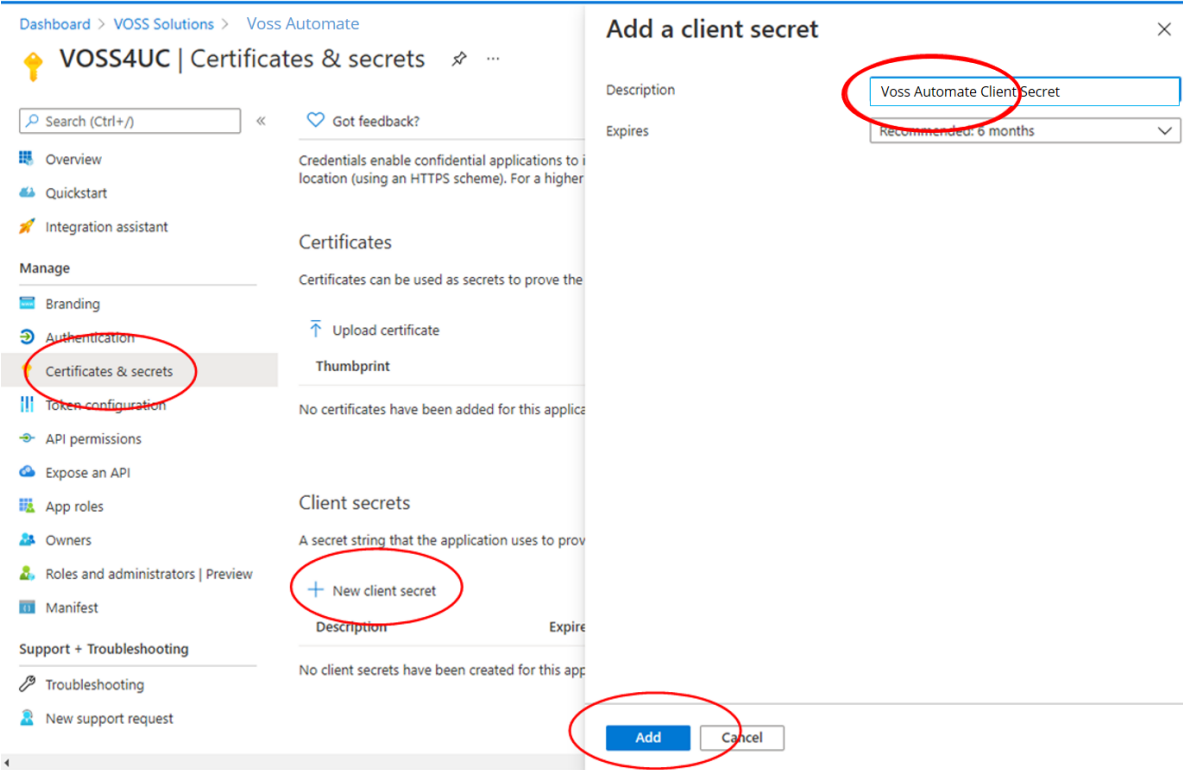 Dashboard > VOSS Solutions > Voss Automate
VOSS4UC | Certificates & secrets
Search (Ctrl+/)
Overview
Quickstart
Integration assistant
Manage
Branding
Authentication
Certificates & secrets
Token configuration
API permissions
Expose an API
App roles
Owners
Roles and administrators | Preview
Manifest
Support + Troubleshooting
Troubleshooting
New support request
Got feedback?
Credentials enable confidential applications to i
location (using an HTTPS scheme). For a higher
Certificates
Certificates can be used as secrets to prove the
Upload certificate
Thumbprint
No certificates have been added for this applica
Client secrets
A secret string that the application uses to prov
New client secret
Description Expire
No client secrets have been created for this app
Add a client secret
Description Voss Automate Client Secret
Expires Recommended: 6 months
Add Cancel